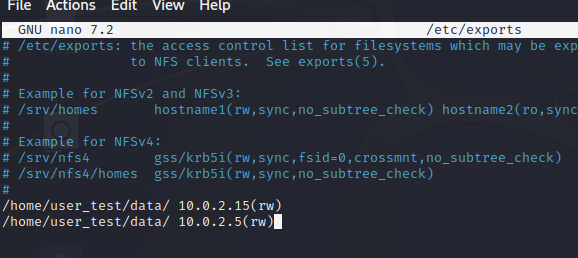 File Actions Edit View Help
GNU nano 7.2 /etc/exports
# /etc/exports: the access control list for filesystems which may be exp
# to NFS clients. See exports(5).
#
# Example for NFSv2 and NFSv3:
# /srv/homes hostname1(rw,sync,no_subtree_check) hostname2(ro,sync
#
# Example for NFSv4:
# /srv/nfs4 gss/krb5i(rw,sync,fsid=0,crossmnt,no_subtree_check)
# /srv/nfs4/homes gss/krb5i(rw,sync,no_subtree_check)
#
/home/user_test/data/ 10.0.2.15(rw)
/home/user_test/data/ 10.0.2.5(rw)